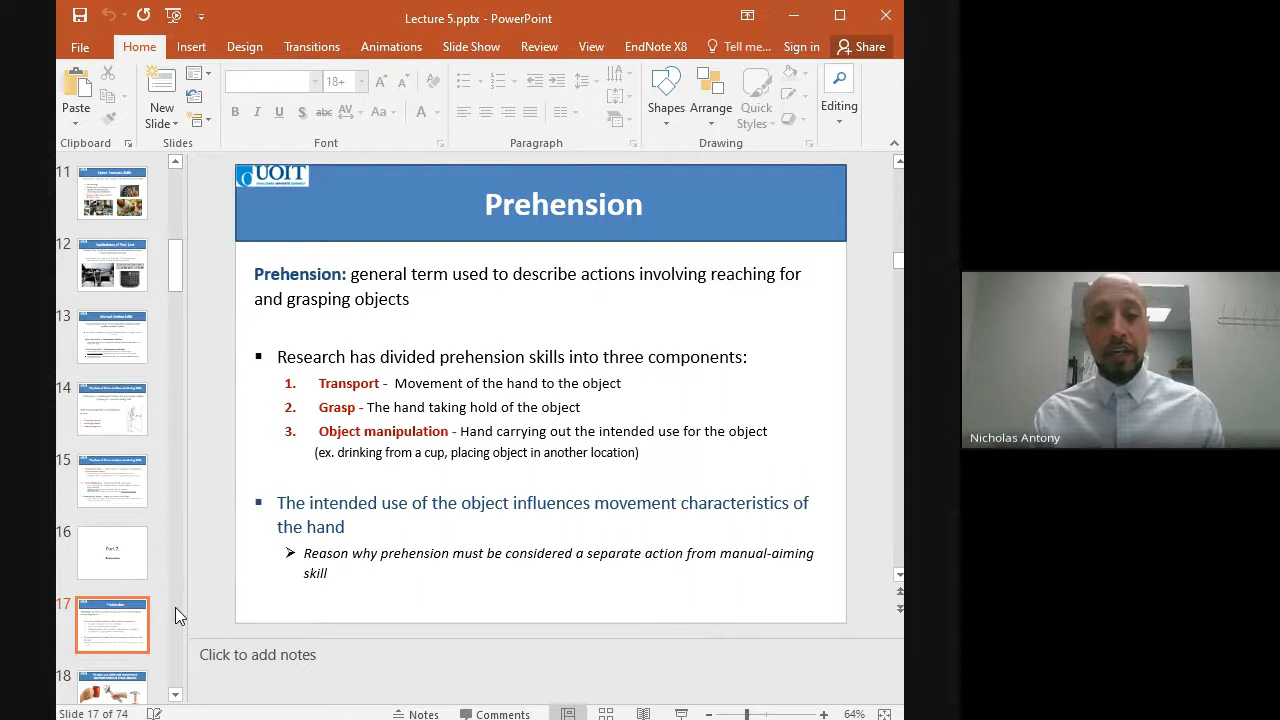 Lecture 5.pptx - PowerPoint
File Home Insert Design Transitions Animations Slide Show Review View EndNote X8 Tell me... Sign in Share
18+
Paste
New
Slide
Shapes Arrange Quick
Styles
Editing
Clipboard Slides Font Paragraph Drawing
11
12
13
14
15
16
Part 2:
17
18
UOIT
CHALLENGE INNOVATE CONNECT
Prehension
Prehension: general term used to describe actions involving reaching for
and grasping objects
▪ Research has divided prehension skills into three components:
1. Transport - Movement of the hand to the object
2. Grasp - The hand taking hold of the object
3. Object manipulation - Hand carrying out the intended use for the object
(ex. drinking from a cup, placing object in another location)
▪ The intended use of the object influences movement characteristics of
the hand
➢ Reason why prehension must be considered a separate action from manual-aiming
skill
Click to add notes
Slide 17 of 74 Notes Comments 64%
Nicholas Antony